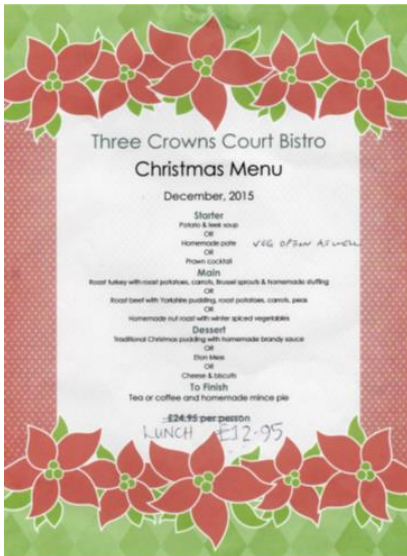 Three Crowns Court Bistro
Christmas Menu
December, 2015
Starter
Potato & leek soup
OR
Homemade pate VEG OPTION AS WELL
OR
Prawn cocktail
Main
Roast turkey with roast potatoes, carrots, Brussel sprouts & homemade stuffing
OR
Roast beef with Yorkshire pudding, roast potatoes, carrots, peas
OR
Homemade nut roast with winter spiced vegetables
Dessert
Traditional Christmas pudding with homemade brandy sauce
OR
Eton Mess
OR
Cheese & biscuits
To Finish
Tea or coffee and homemade mince pie
£24.95 per person
LUNCH £12.95